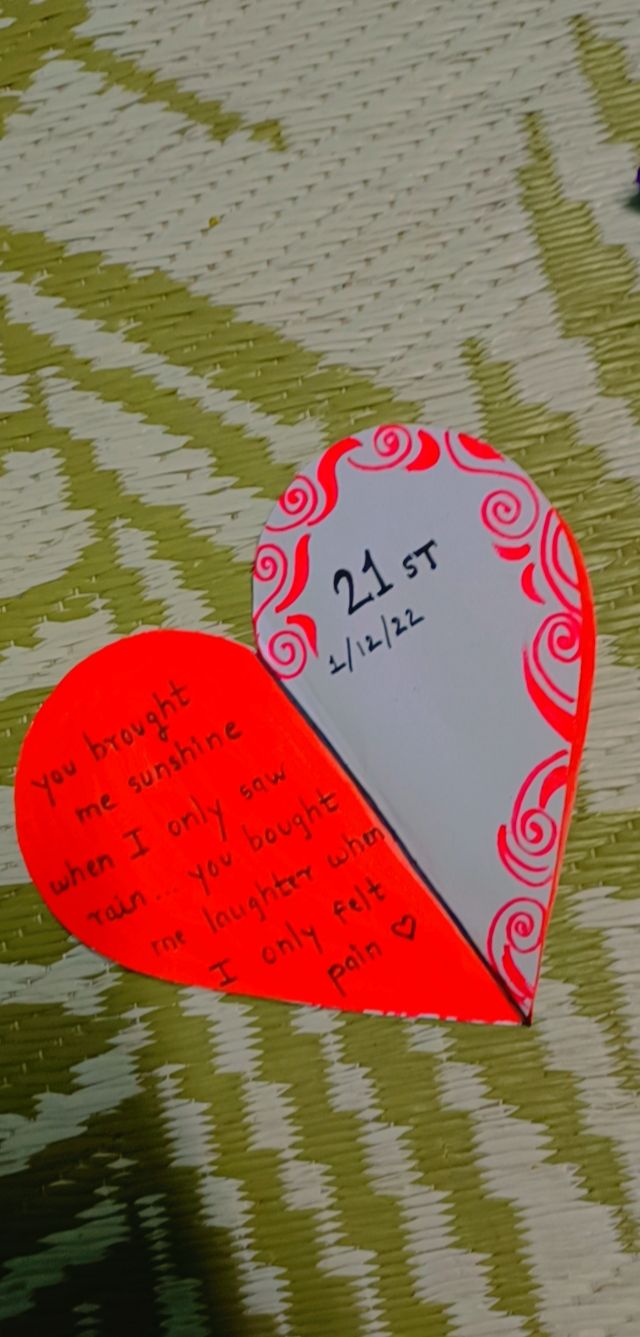 you brought
me sunshine
when I only saw
rain... you bought
me laughter when
I only felt
pain ♡
21 ST
1/12/22